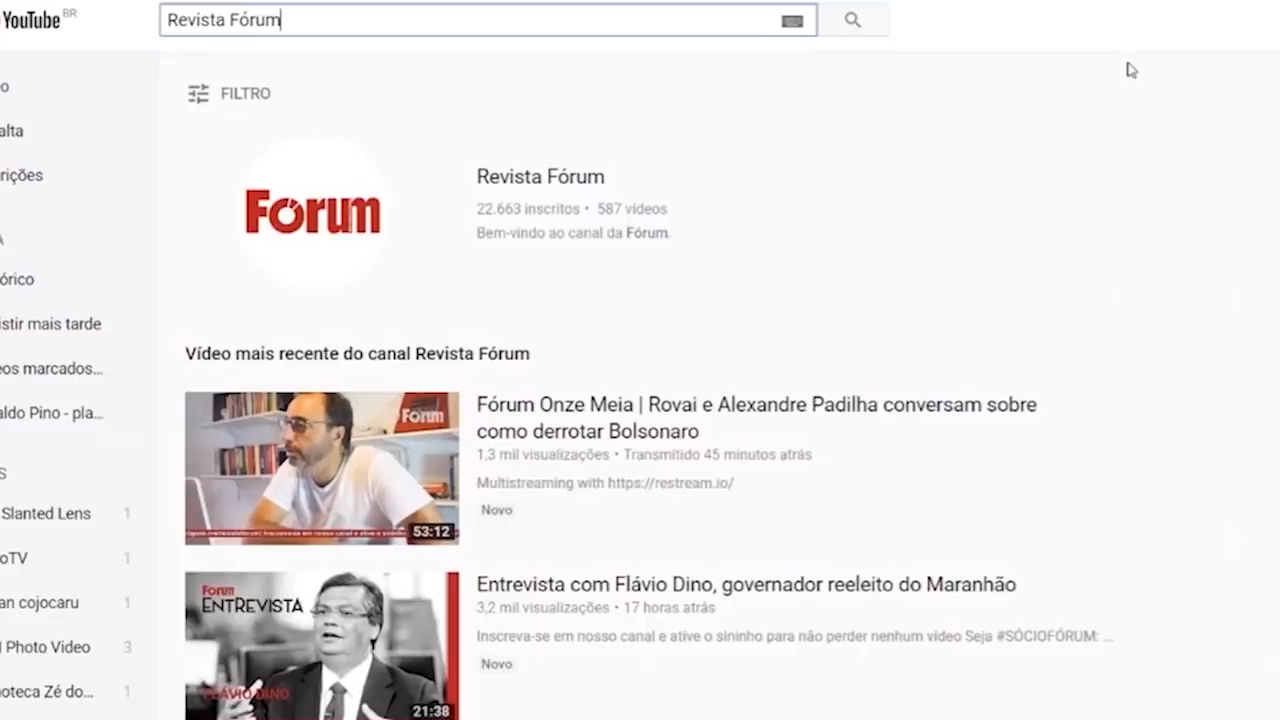 YouTube BR
Revista Fórum
o
alta
rições
A
órico
istir mais tarde
eos marcados...
aldo Pino - pla...
S
Slanted Lens 1
oTV 1
an cojocaru 1
l Photo Video 3
noteca Zé do... 1
FILTRO
Fórum
Revista Fórum
22.663 inscritos • 587 vídeos
Bem-vindo ao canal da Fórum.
Vídeo mais recente do canal Revista Fórum
Fórum
53:12
Fórum Onze Meia | Rovai e Alexandre Padilha conversam sobre
como derrotar Bolsonaro
1,3 mil visualizações • Transmitido 45 minutos atrás
Multistreaming with https://restream.io/
Novo
Fórum
ENTREVISTA
FLÁVIO DINO
21:38
Entrevista com Flávio Dino, governador reeleito do Maranhão
3,2 mil visualizações • 17 horas atrás
Inscreva-se em nosso canal e ative o sininho para não perder nenhum vídeo Seja #SÓCIOFÓRUM: ...
Novo